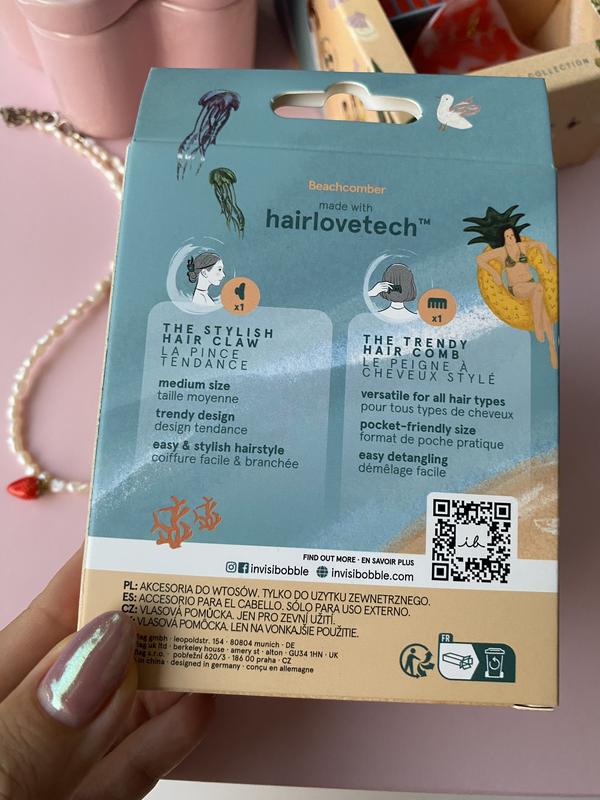 COLLECTION
Beachcomber
made with
hairlovetech™
x1
THE STYLISH
HAIR CLAW
LA PINCE
TENDANCE
medium size
taille moyenne
trendy design
design tendance
easy & stylish hairstyle
coiffure facile & branchée
x1
THE TRENDY
HAIR COMB
LE PEIGNE À
CHEVEUX STYLÉ
versatile for all hair types
pour tous types de cheveux
pocket-friendly size
format de poche pratique
easy detangling
démêlage facile
ib
FIND OUT MORE · EN SAVOIR PLUS
invisibobble invisibobble.com
PL: AKCESORIA DO WŁOSÓW. TYLKO DO UŻYTKU ZEWNĘTRZNEGO.
ES: ACCESORIO PARA EL CABELLO. SÓLO PARA USO EXTERNO.
CZ: VLASOVÁ POMŮCKA. JEN PRO ZEVNÍ UŽITÍ.
VLASOVÁ POMÔCKA. LEN NA VONKAJŠIE POUŽITIE.
gmbh · leopoldstr. 154 · 80804 munich · DE
uk ltd · berkeley house · amery st · alton · GU34 1HN · UK
s.r.o. · pobřežní 620/3 · 186 00 praha · CZ
in china · designed in germany · conçu en allemagne
FR